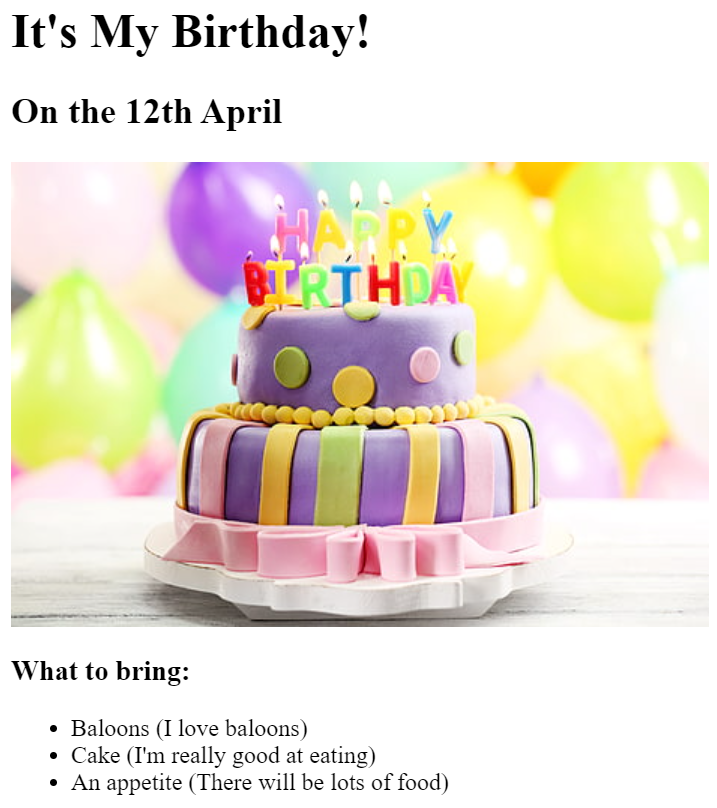 It's My Birthday!
On the 12th April
HAPPY
BIRTHDAY
What to bring:
Baloons (I love baloons)
Cake (I'm really good at eating)
An appetite (There will be lots of food)